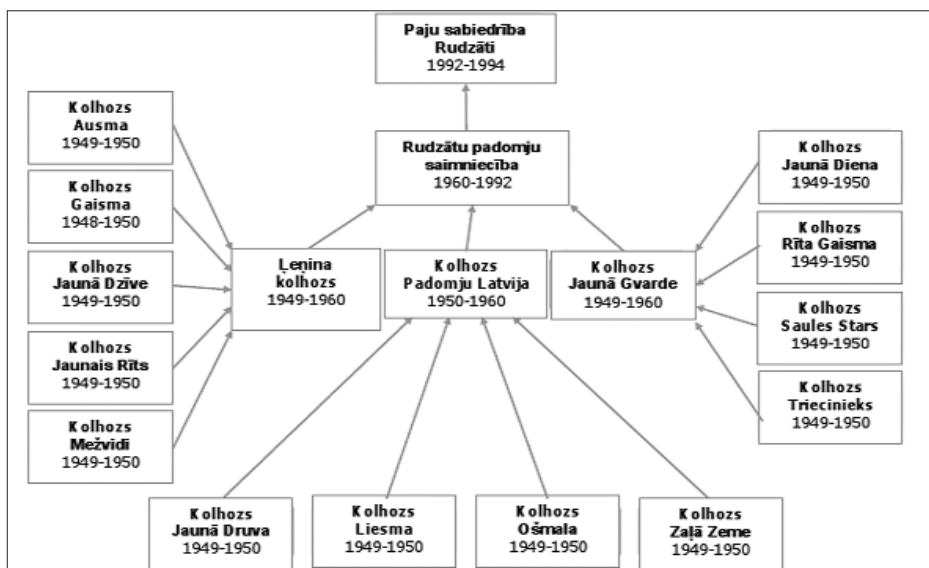 Paju sabiedrība
Rudzāti
1992-1994
Rudzātu padomju
saimniecība
1960-1992
Kolhozs
Ausma
1949-1950
Kolhozs
Gaisma
1948-1950
Kolhozs
Jaunā Dzīve
1949-1950
Kolhozs
Jaunais Rīts
1949-1950
Kolhozs
Mežvidi
1949-1950
Ļeņina
kolhozs
1949-1960
Kolhozs
Padomju Latvija
1950-1960
Kolhozs
Jaunā Gvarde
1949-1960
Kolhozs
Jaunā Diena
1949-1950
Kolhozs
Rīta Gaisma
1949-1950
Kolhozs
Saules Stars
1949-1950
Kolhozs
Triecinieks
1949-1950
Kolhozs
Jaunā Druva
1949-1950
Kolhozs
Liesma
1949-1950
Kolhozs
Ošmala
1949-1950
Kolhozs
Zaļā Zeme
1949-1950